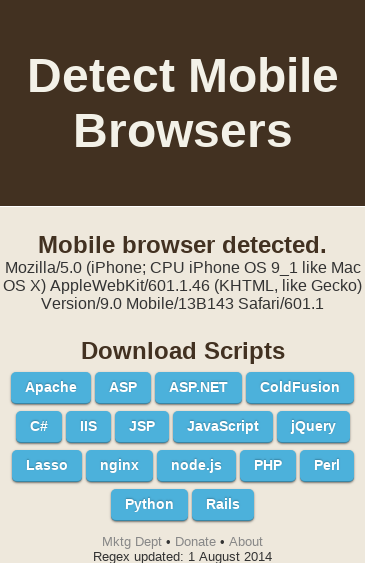 Detect Mobile
Browsers
Mobile browser detected.
Mozilla/5.0 (iPhone; CPU iPhone OS 9_1 like Mac
OS X) AppleWebKit/601.1.46 (KHTML, like Gecko)
Version/9.0 Mobile/13B143 Safari/601.1
Download Scripts
Apache ASP ASP.NET ColdFusion
C# IIS JSP JavaScript jQuery
Lasso nginx node.js PHP Perl
Python Rails
Mktg Dept • Donate • About
Regex updated: 1 August 2014